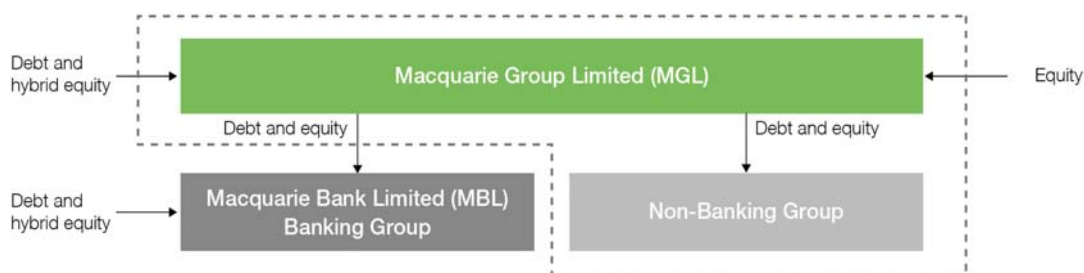 Debt and
hybrid equity
Macquarie Group Limited (MGL)
Equity
Debt and equity
Debt and equity
Debt and
hybrid equity
Macquarie Bank Limited (MBL)
Banking Group
Non-Banking Group